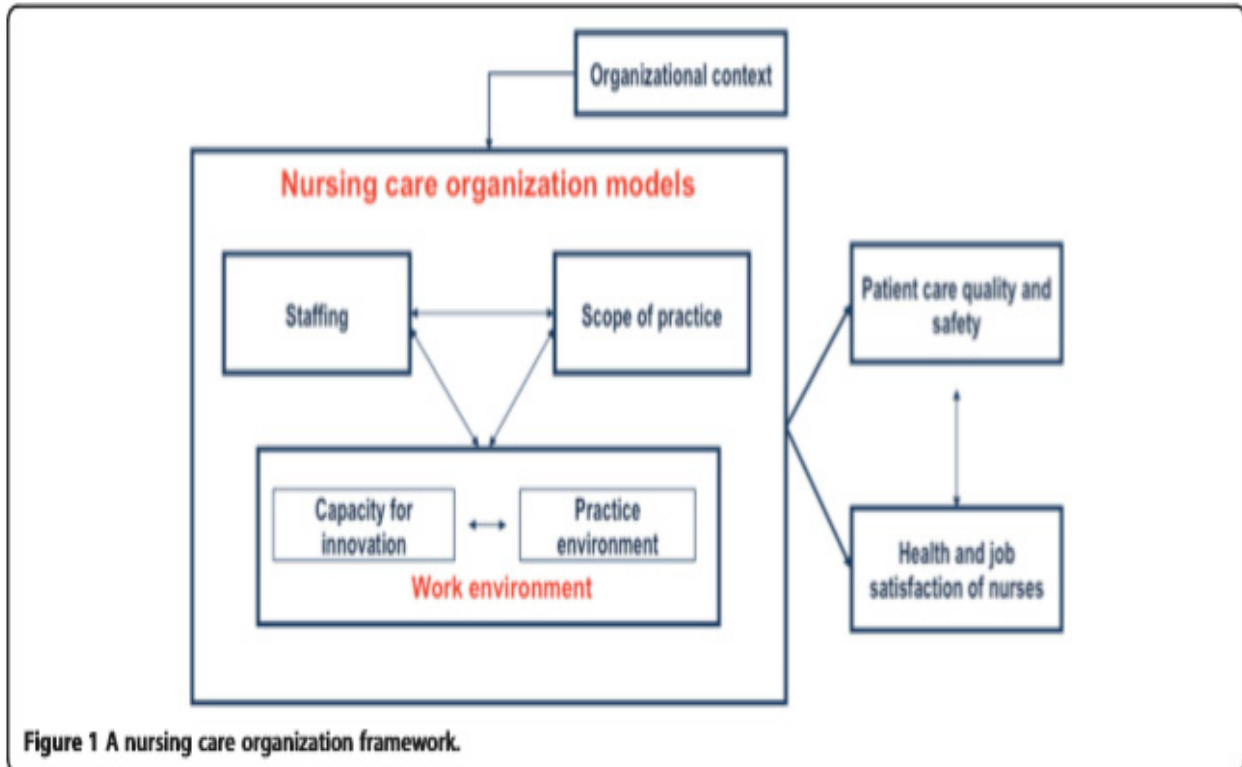 Organizational context
Nursing care organization models
Staffing
Scope of practice
Capacity for
innovation
Practice
environment
Work environment
Patient care quality and
safety
Health and job
satisfaction of nurses
Figure 1 A nursing care organization framework.